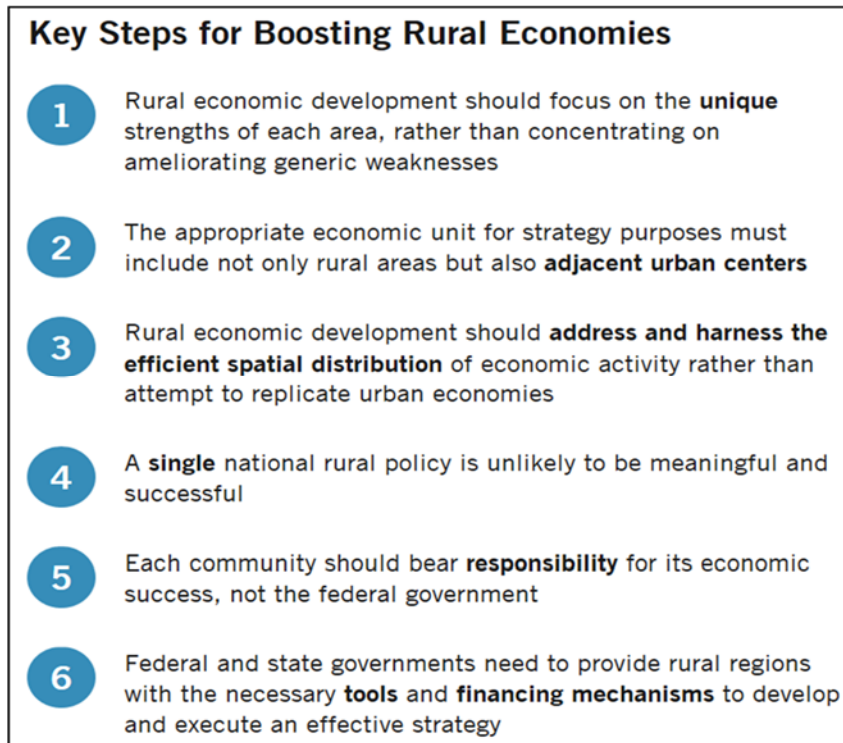 Key Steps for Boosting Rural Economies
1
Rural economic development should focus on the unique
strengths of each area, rather than concentrating on
ameliorating generic weaknesses
2
The appropriate economic unit for strategy purposes must
include not only rural areas but also adjacent urban centers
3
Rural economic development should address and harness the
efficient spatial distribution of economic activity rather than
attempt to replicate urban economies
4
A single national rural policy is unlikely to be meaningful and
successful
5
Each community should bear responsibility for its economic
success, not the federal government
6
Federal and state governments need to provide rural regions
with the necessary tools and financing mechanisms to develop
and execute an effective strategy